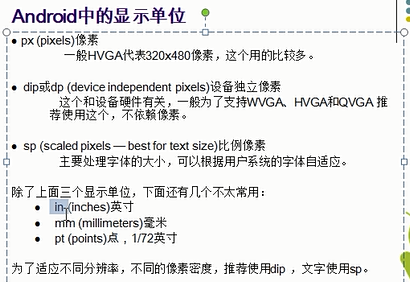 Android中的显示单位
● px (pixels)像素
一般HVGA代表320x480像素，这个用的比较多。
● dip或dp (device independent pixels)设备独立像素
这个和设备硬件有关，一般为了支持WVGA、HVGA和QVGA 推
荐使用这个，不依赖像素。
● sp (scaled pixels — best for text size)比例像素
主要处理字体的大小，可以根据用户系统的字体自适应。
除了上面三个显示单位，下面还有几个不太常用：
● in (inches)英寸
● mm (millimeters)毫米
● pt (points)点，1/72英寸
为了适应不同分辨率，不同的像素密度，推荐使用dip ，文字使用sp。